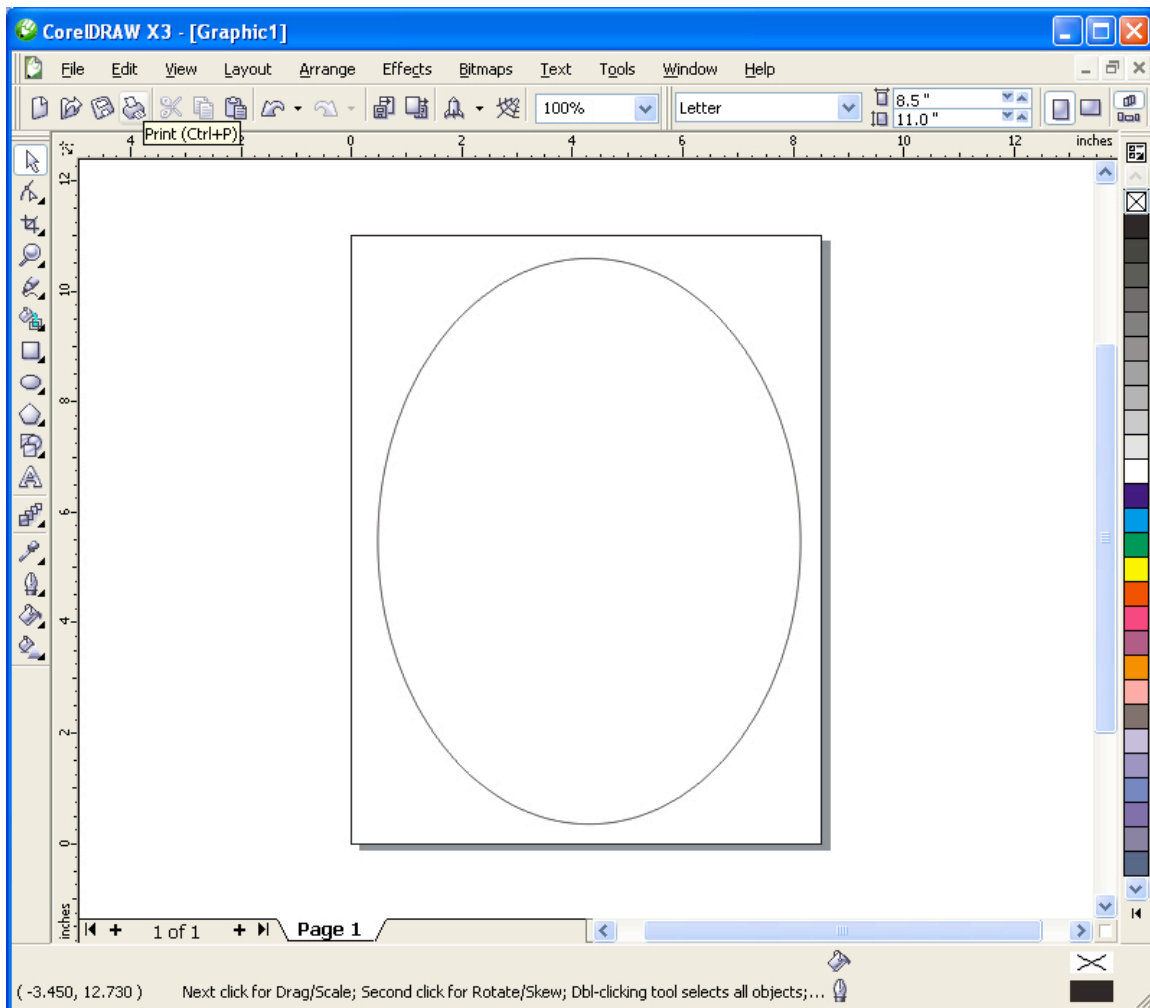 CorelDRAW X3 - [Graphic1]
File Edit View Layout Arrange Effects Bitmaps Text Tools Window Help
100% Letter 8.5 "
11.0 "
Print (Ctrl+P)
4 2 0 2 4 6 8 10 12 inches
12
10
8
6
4
2
0
inches
1 of 1 Page 1
( -3.450, 12.730 ) Next click for Drag/Scale; Second click for Rotate/Skew; Dbl-clicking tool selects all objects;...